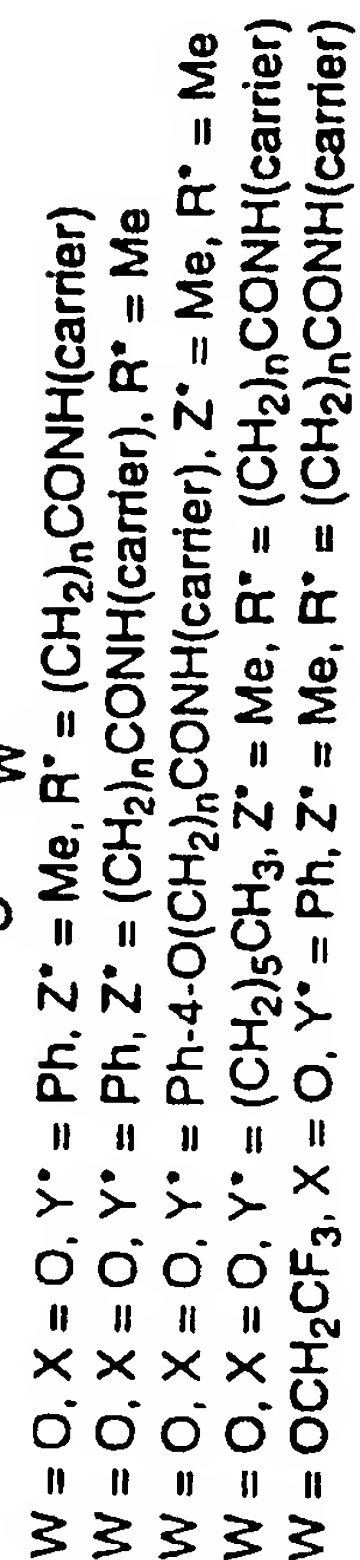 W
W = O, X = O, Y* = Ph, Z* = Me, R* = (CH₂)ₙCONH(carrier)
W = O, X = O, Y* = Ph, Z* = (CH₂)ₙCONH(carrier), R* = Me
W = O, X = O, Y* = Ph-4-O(CH₂)ₙCONH(carrier), Z* = Me, R* = Me
W = O, X = O, Y* = (CH₂)₅CH₃, Z* = Me, R* = (CH₂)ₙCONH(carrier)
W = OCH₂CF₃, X = O, Y* = Ph, Z* = Me, R* = (CH₂)ₙCONH(carrier)